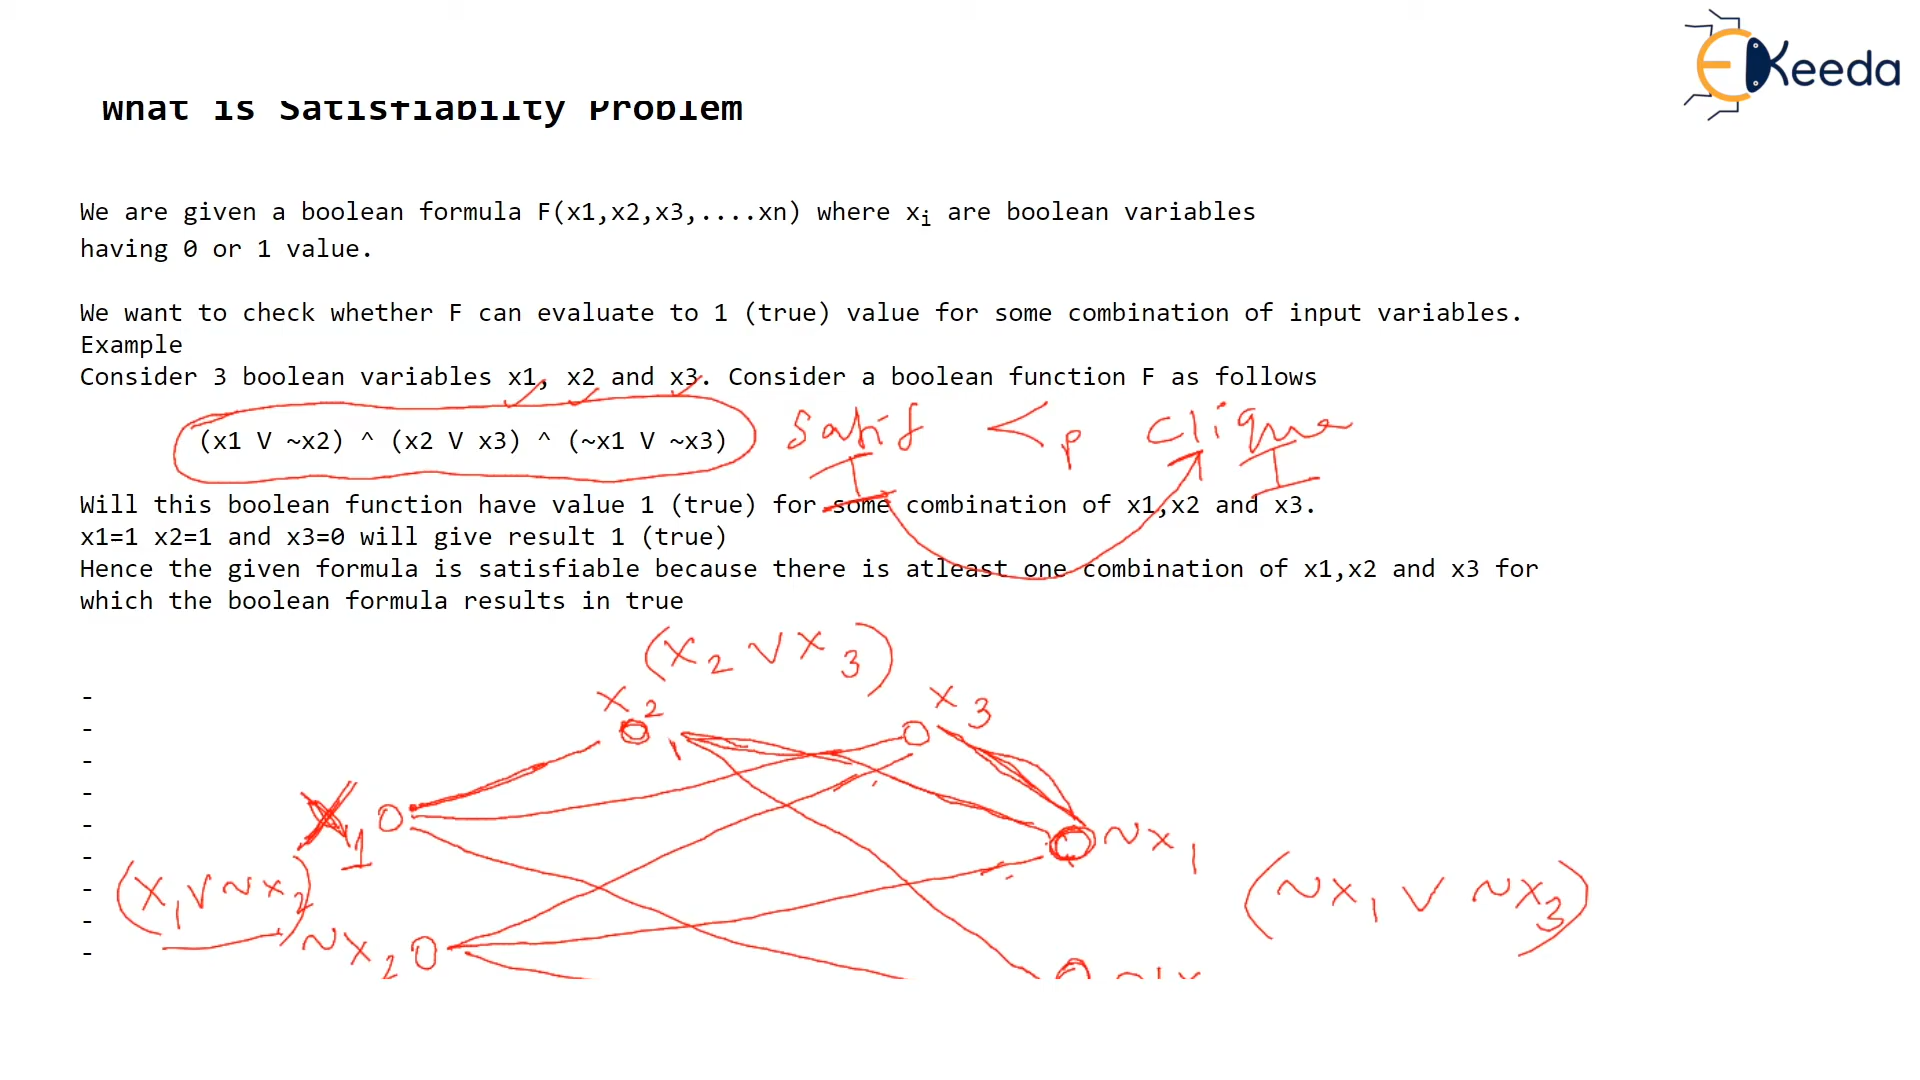 EKeeda
What is Satisfiabilty Problem
We are given a boolean formula F(x1,x2,x3,....xn) where xi are boolean variables
having 0 or 1 value.
We want to check whether F can evaluate to 1 (true) value for some combination of input variables.
Example
Consider 3 boolean variables x1, x2 and x3. Consider a boolean function F as follows
(x1 V ~x2) ^ (x2 V x3) ^ (~x1 V ~x3)
Satif <p clique
I I
Will this boolean function have value 1 (true) for some combination of x1,x2 and x3.
x1=1 x2=1 and x3=0 will give result 1 (true)
Hence the given formula is satisfiable because there is atleast one combination of x1,x2 and x3 for
which the boolean formula results in true
(x2 V x3)
-
x2 x3
-
-
-
x1
-
~x1
-
(x1 V ~x2) (~x1 V ~x3)
-
-
~x2
-